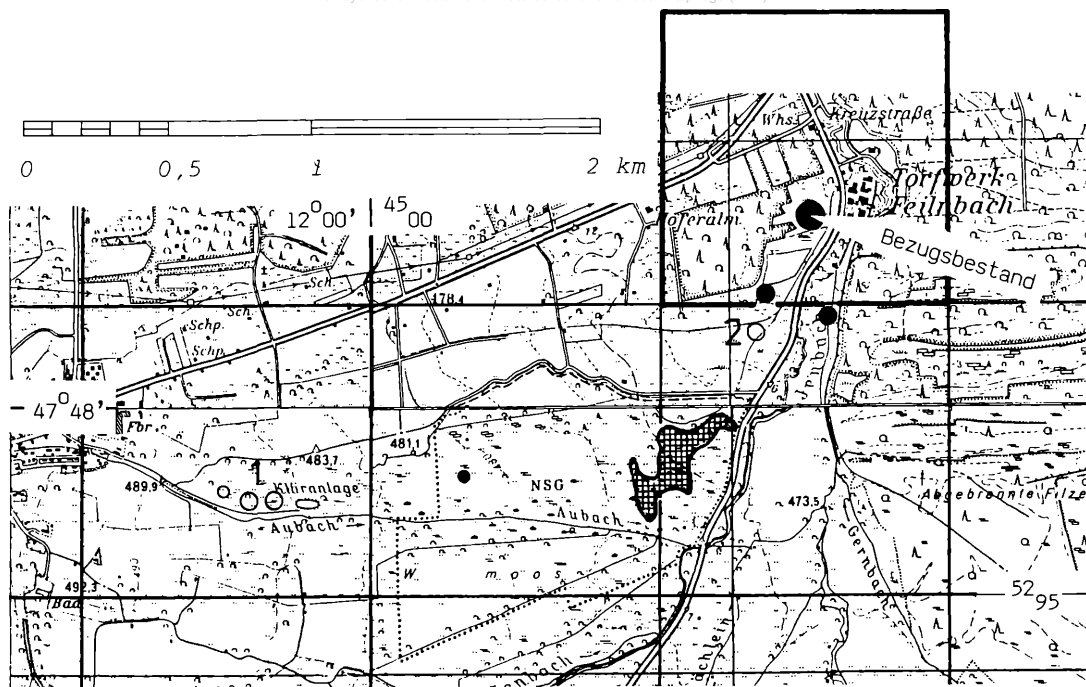 Kreuzstraße
Whs.
0 0,5 1 2 km
Torfwerk
Feilnbach
12° 00' 45 00
Bezugsbestand
Sch.
478,4
Sch.
Schp.
Schp.
2
47° 48'
Fbr.
481,1
483,7
1
Kläranlage
NSG
489,9
Aubach
Aubach
473,5
Abgebrannte Filze
W moos
492,3
Bad
Gernbach
52 95